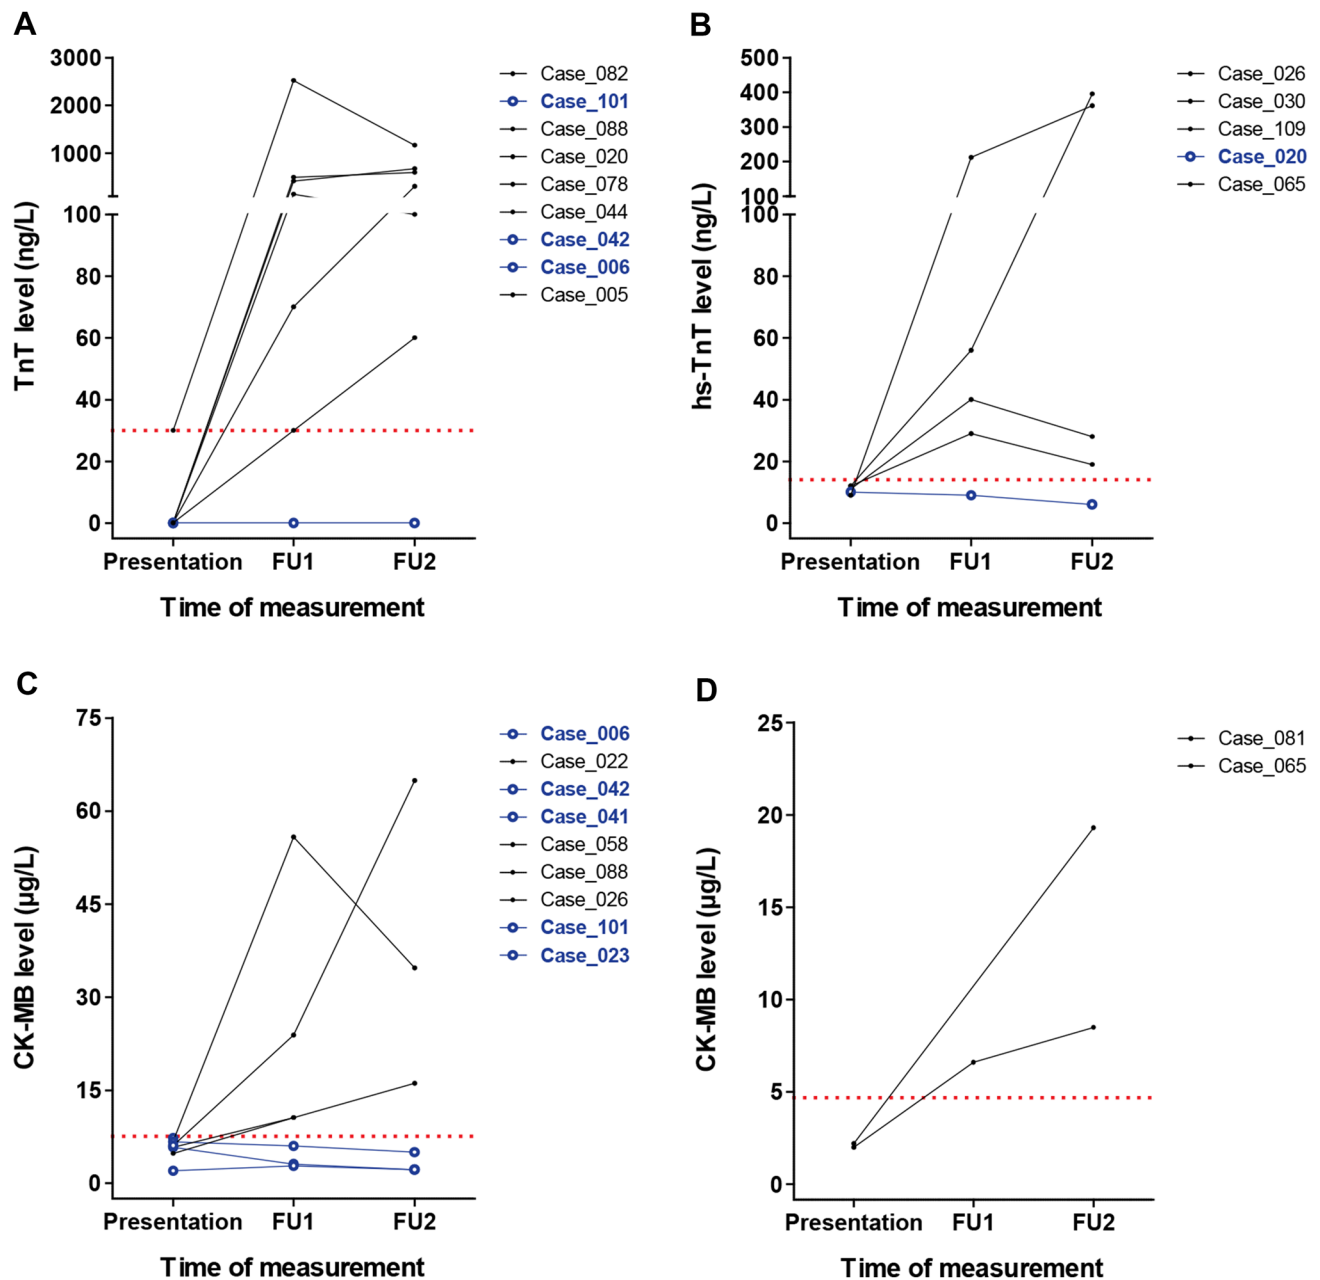 A
3000
2000
1000
100
80
60
40
20
0
TnT level (ng/L)
Presentation FU1 FU2
Time of measurement
Case_082
Case_101
Case_088
Case_020
Case_078
Case_044
Case_042
Case_006
Case_005
B
500
400
300
200
100
100
80
60
40
20
0
hs-TnT level (ng/L)
Presentation FU1 FU2
Time of measurement
Case_026
Case_030
Case_109
Case_020
Case_065
C
75
60
45
30
15
0
CK-MB level (µg/L)
Presentation FU1 FU2
Time of measurement
Case_006
Case_022
Case_042
Case_041
Case_058
Case_088
Case_026
Case_101
Case_023
D
25
20
15
10
5
0
CK-MB level (µg/L)
Presentation FU1 FU2
Time of measurement
Case_081
Case_065